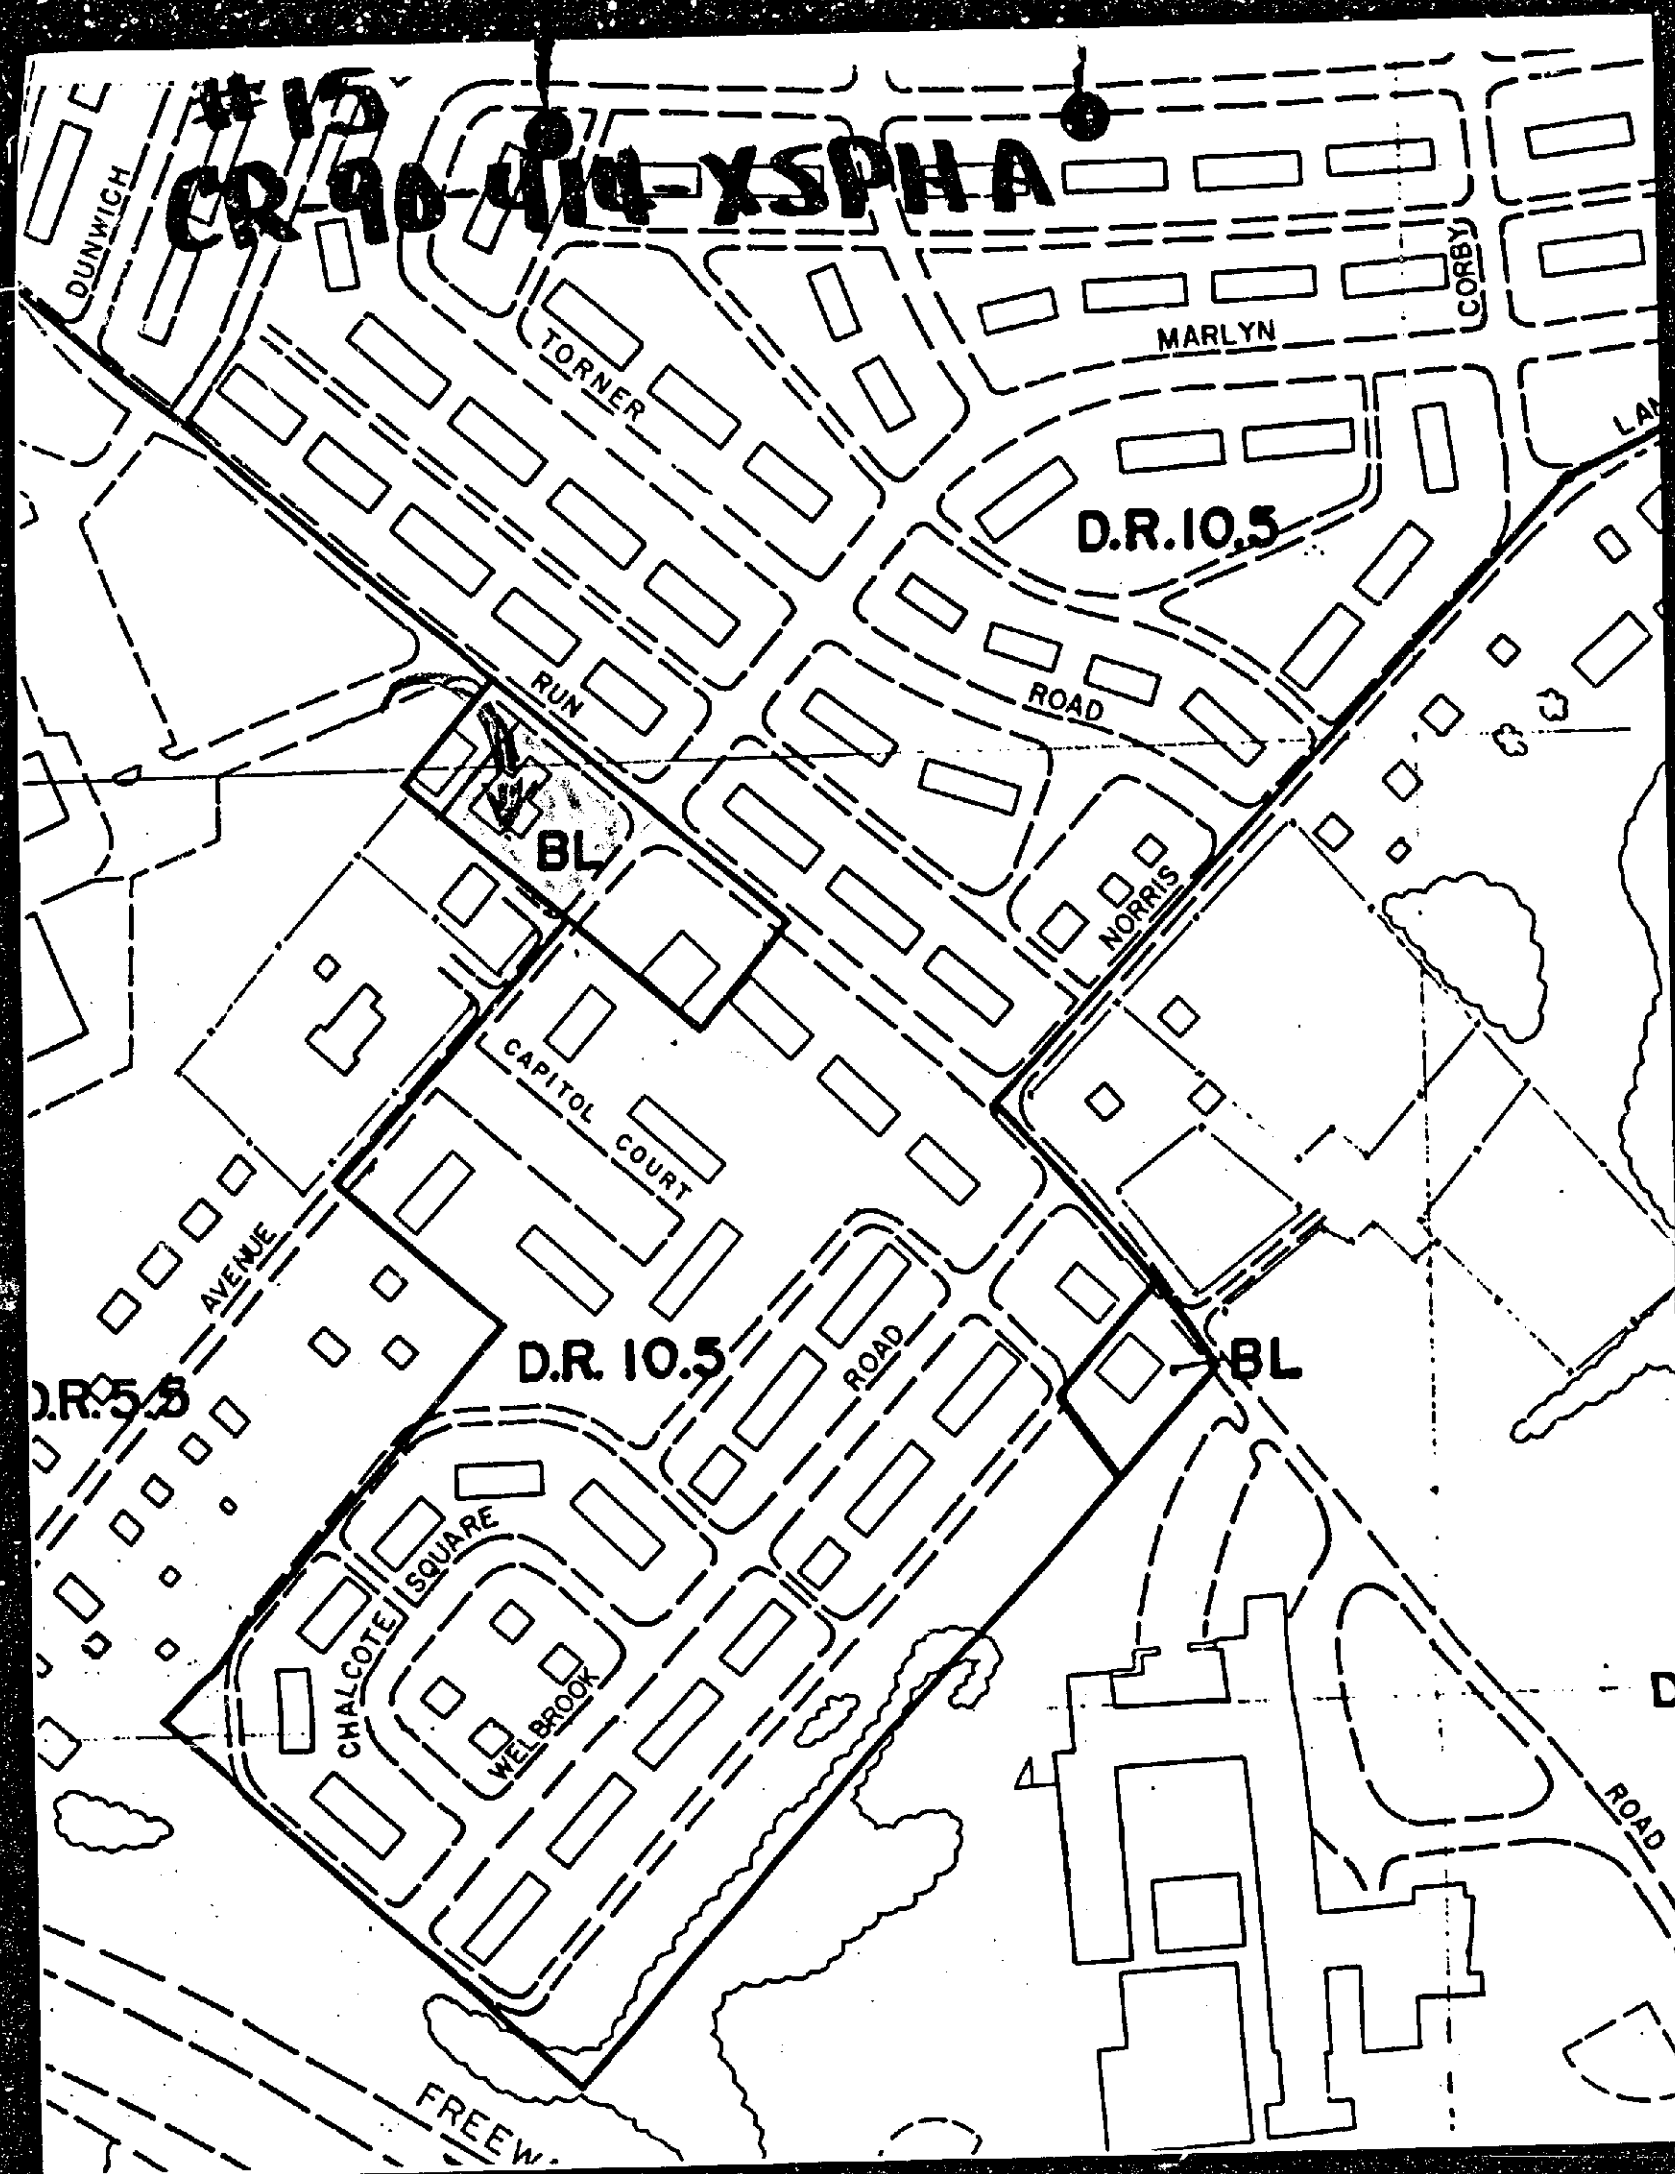 #15
CR 90-414-XSPHA
DUNWICH
CORBY
MARLYN
TORNER
D.R.10.5
RUN
ROAD
BL
NORRIS
CAPITOL COURT
AVENUE
D.R. 10.5
ROAD
BL
D.R. 5.5
SQUARE
CHALCOTE
WELBROOK
ROAD
FREEW